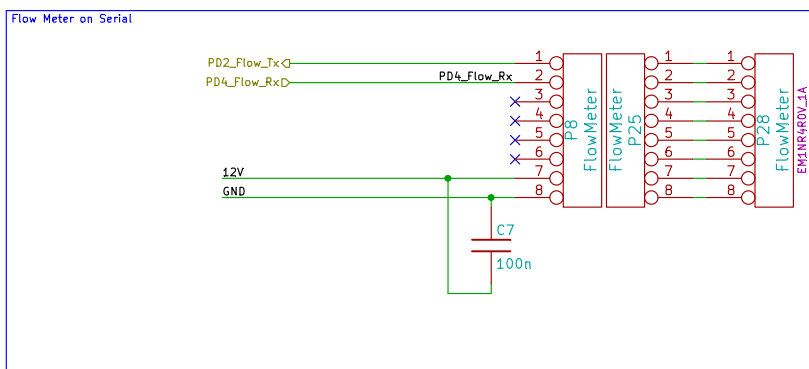 Flow Meter on Serial
PD2_Flow_Tx
PD4_Flow_Rx
PD4_Flow_Rx
12V
GND
1
2
3
4
5
6
7
8
P8
FlowMeter
FlowMeter
P25
1
2
3
4
5
6
7
8
1
2
3
4
5
6
7
8
P28
FlowMeter
EM1NR4R0V_1A
C7
100n